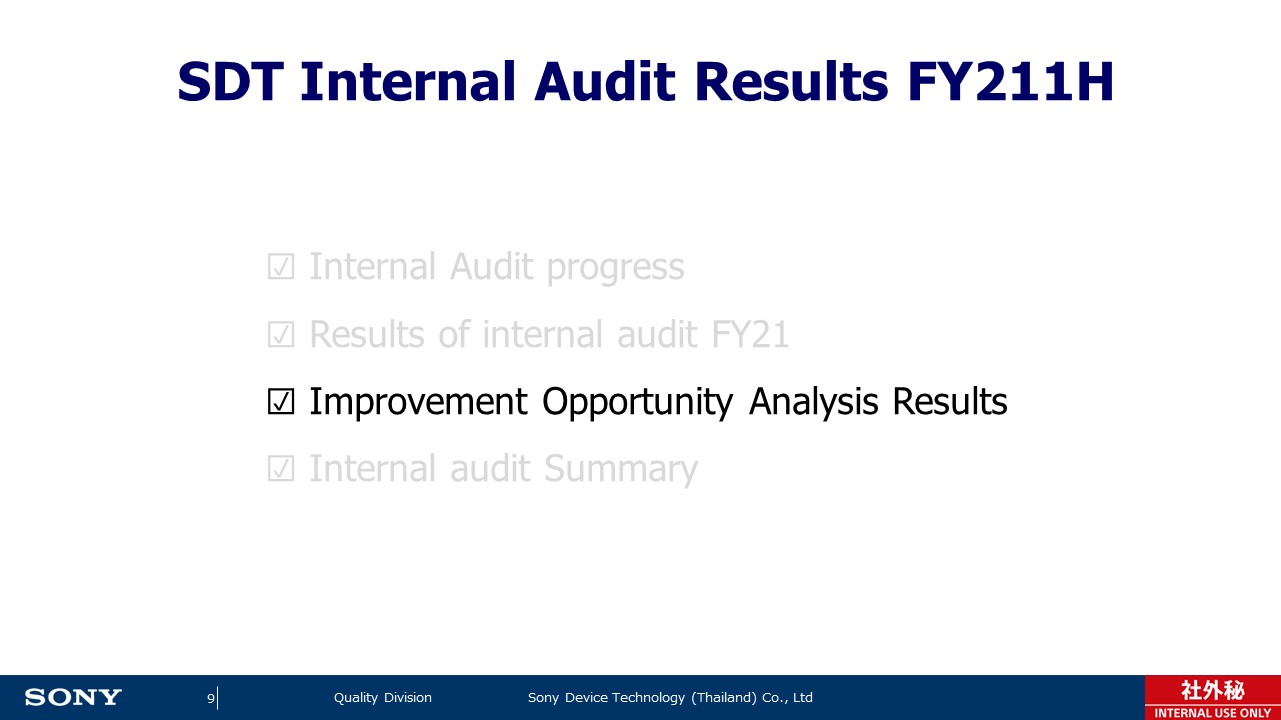 SDT Internal Audit Results FY211H
☑ Internal Audit progress
☑ Results of internal audit FY21
☑ Improvement Opportunity Analysis Results
☑ Internal audit Summary
SONY
9
Quality Division
Sony Device Technology (Thailand) Co., Ltd
社外秘
INTERNAL USE ONLY